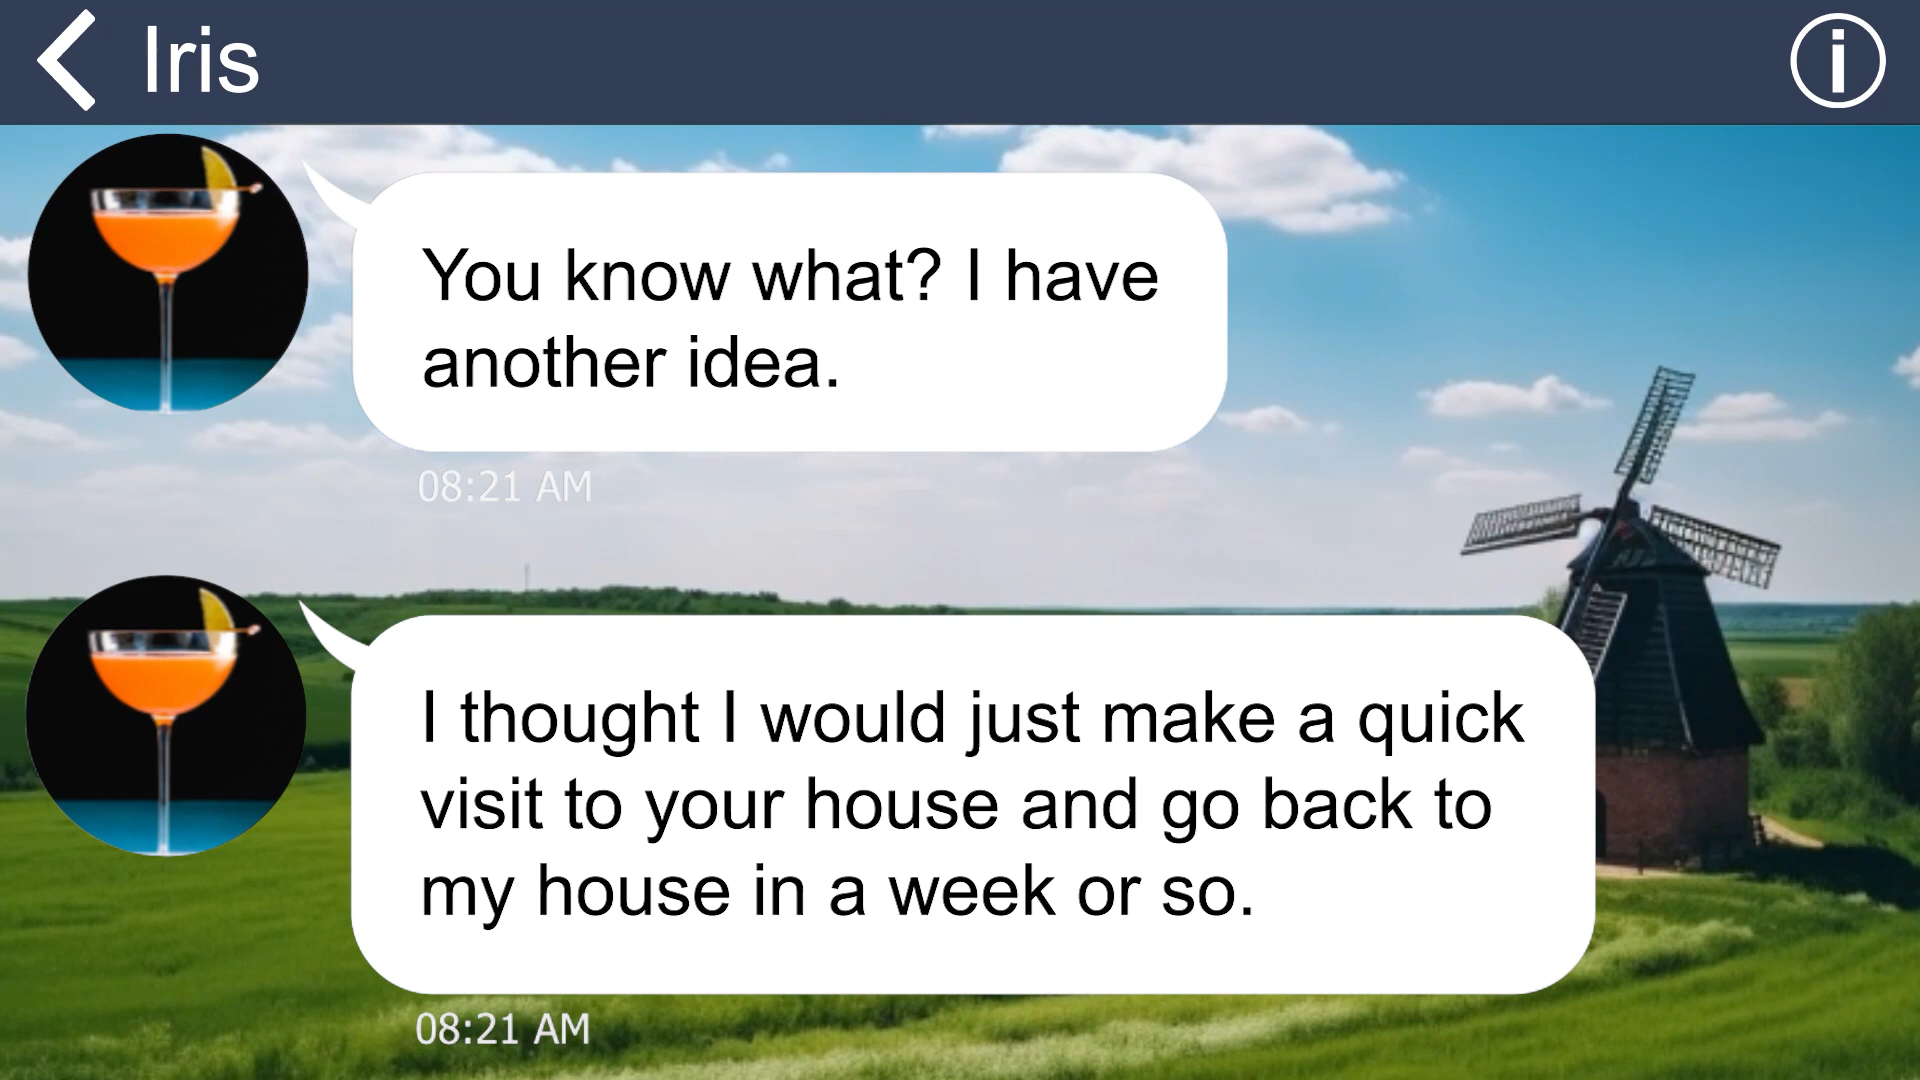 Iris
You know what? I have
another idea.
08:21 AM
I thought I would just make a quick
visit to your house and go back to
my house in a week or so.
08:21 AM